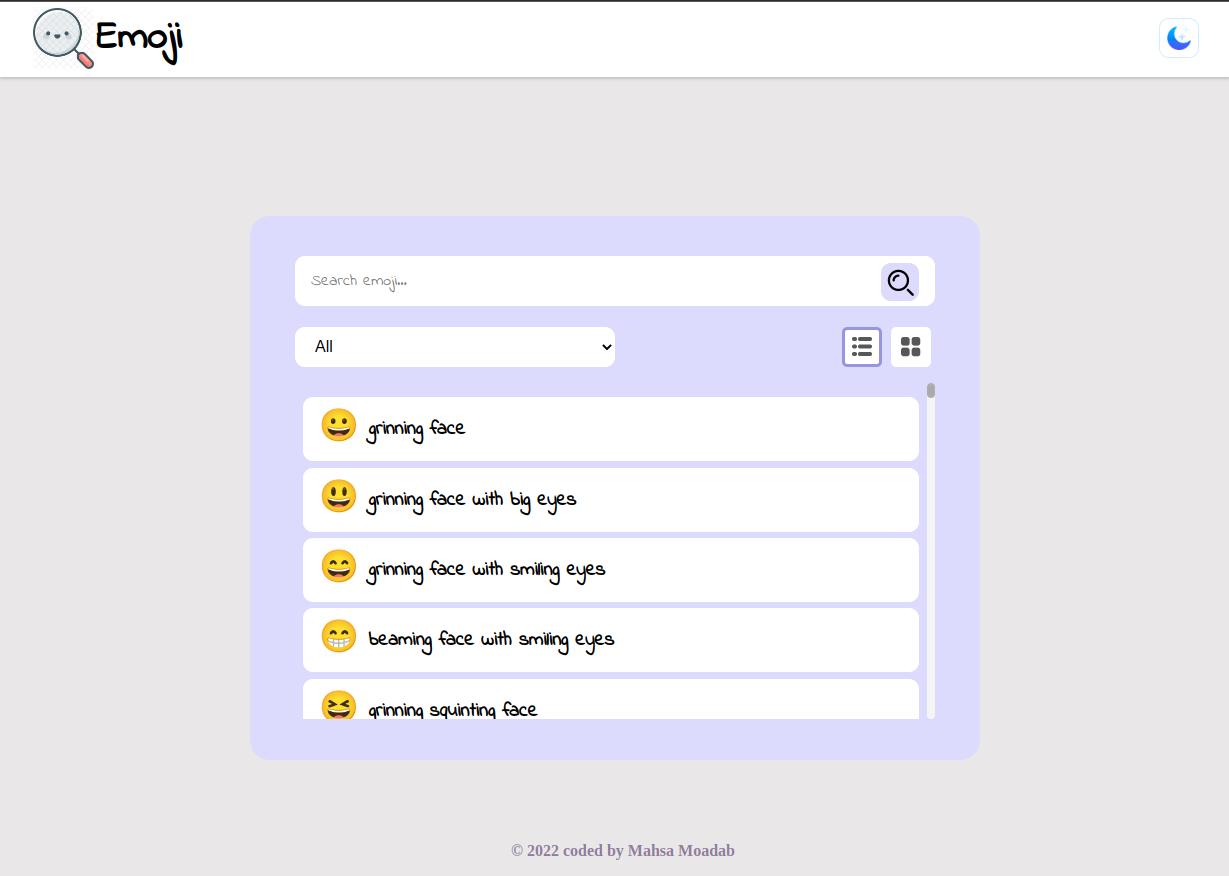 Emoji
Search emoji...
All
grinning face
grinning face with big eyes
grinning face with smiling eyes
beaming face with smiling eyes
grinning squinting face
© 2022 coded by Mahsa Moadab